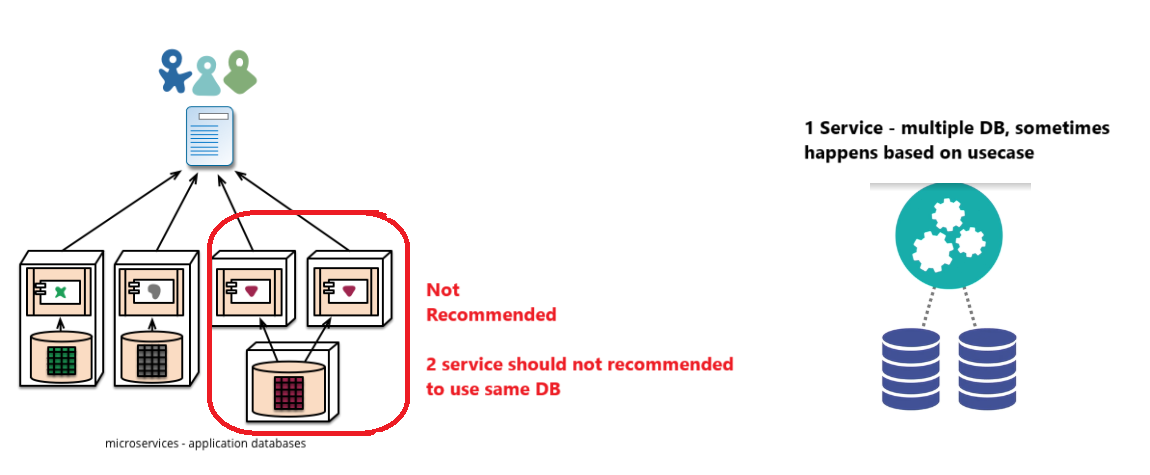 1 Service - multiple DB, sometimes
happens based on usecase
Not
Recommended
2 service should not recommended
to use same DB
microservices - application databases